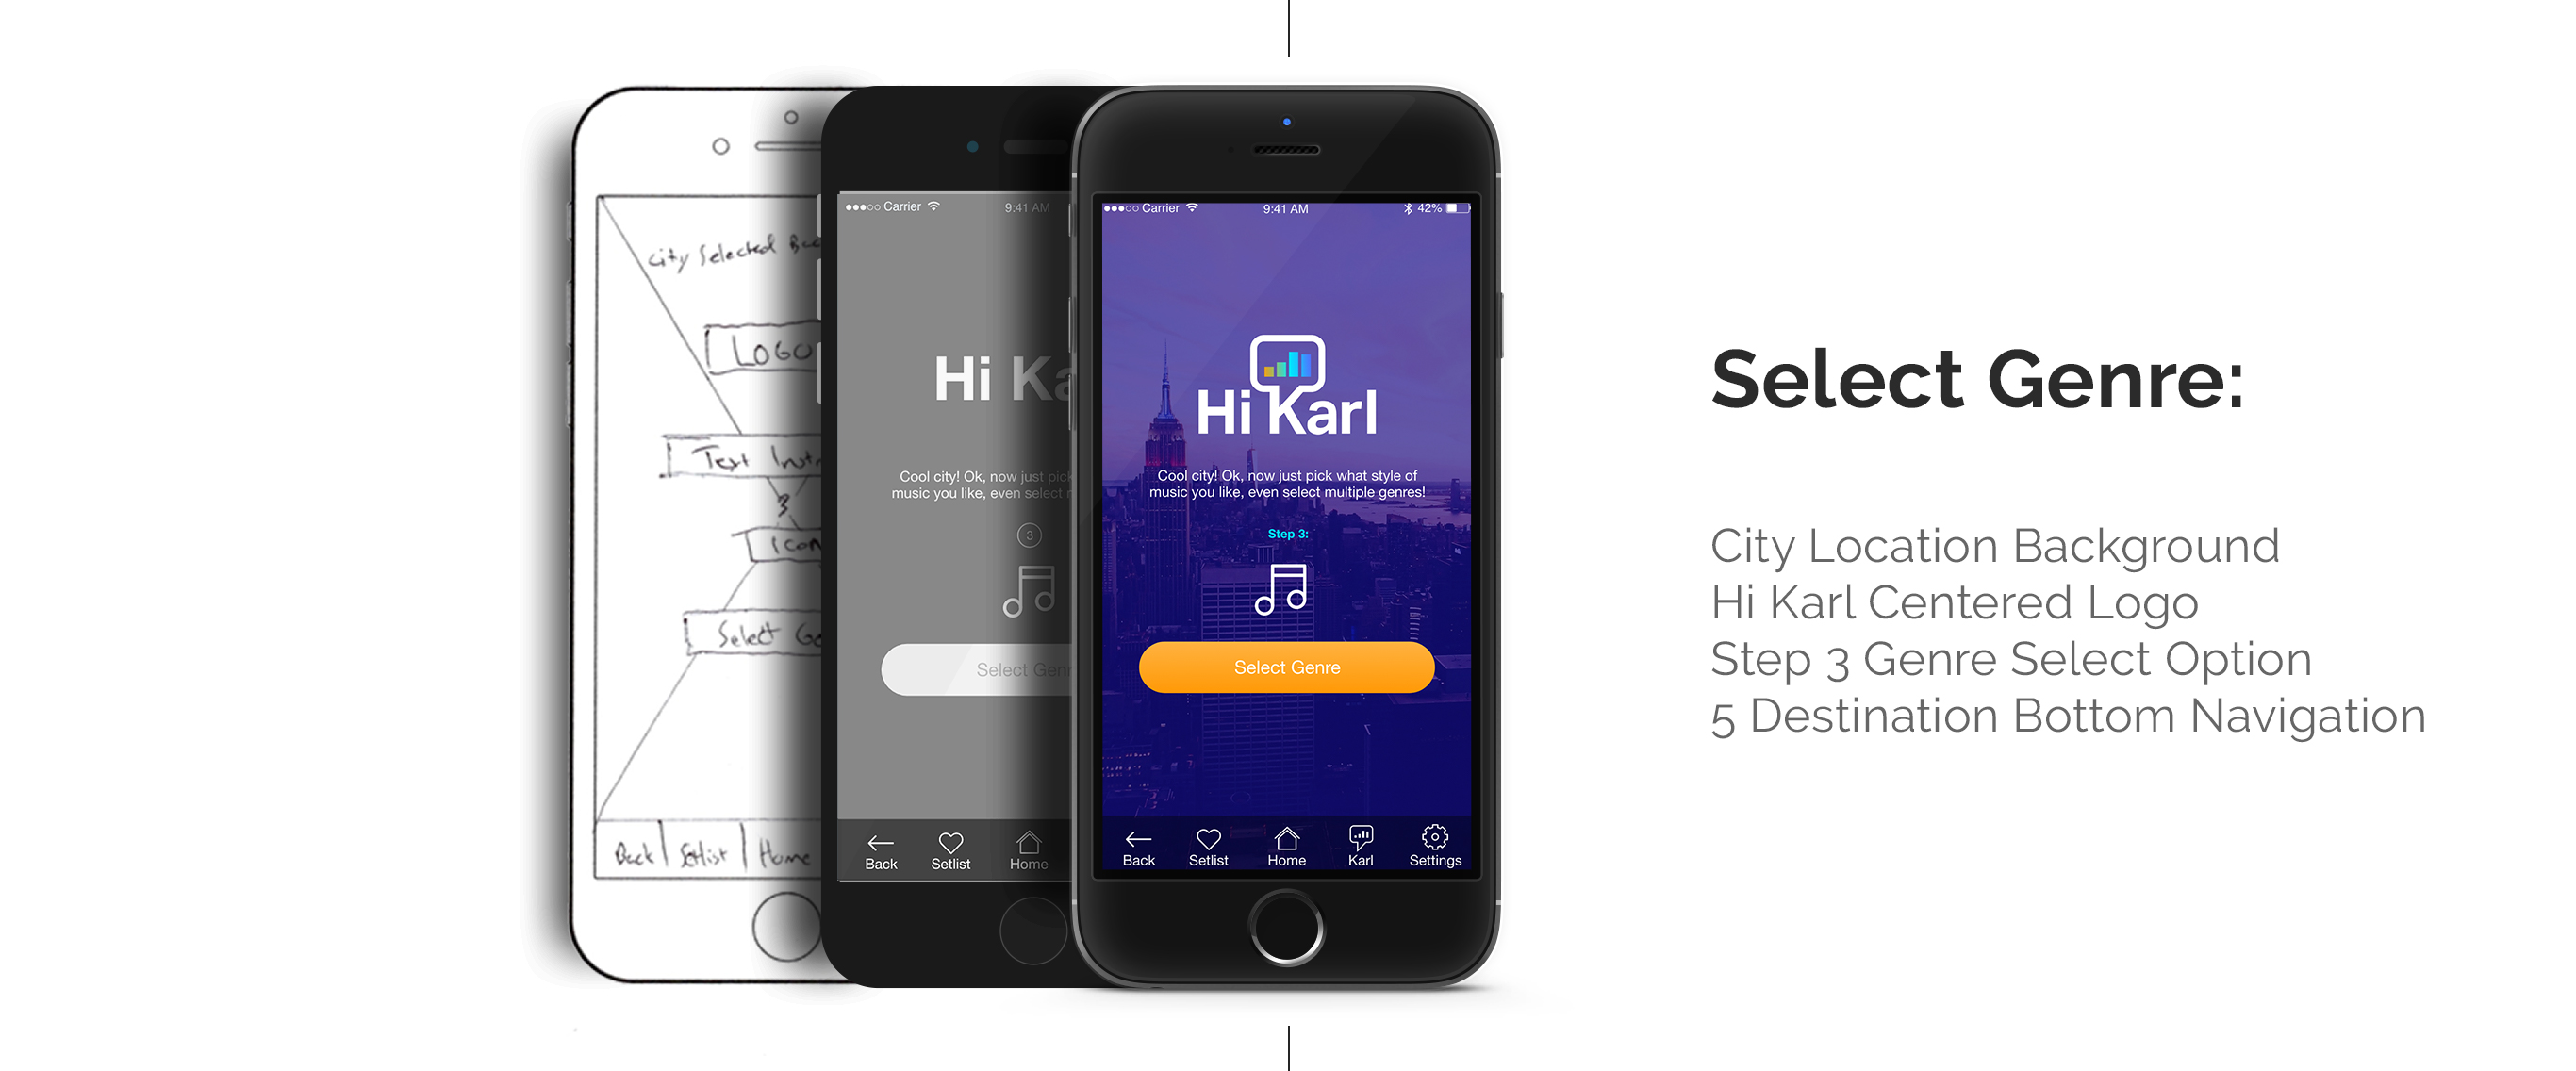 City Selected
LOGO
Text
3
Icon
Select
Back
Setlist
Home
Carrier
9:41 AM
Hi Ka
Cool city! Ok, now just pick
music you like, even select
3
Select Genr
Back
Setlist
Home
Carrier
9:41 AM
42%
Hi Karl
Cool city! Ok, now just pick what style of
music you like, even select multiple genres!
Step 3:
Select Genre
Back
Setlist
Home
Karl
Settings
Select Genre:
City Location Background
Hi Karl Centered Logo
Step 3 Genre Select Option
5 Destination Bottom Navigation